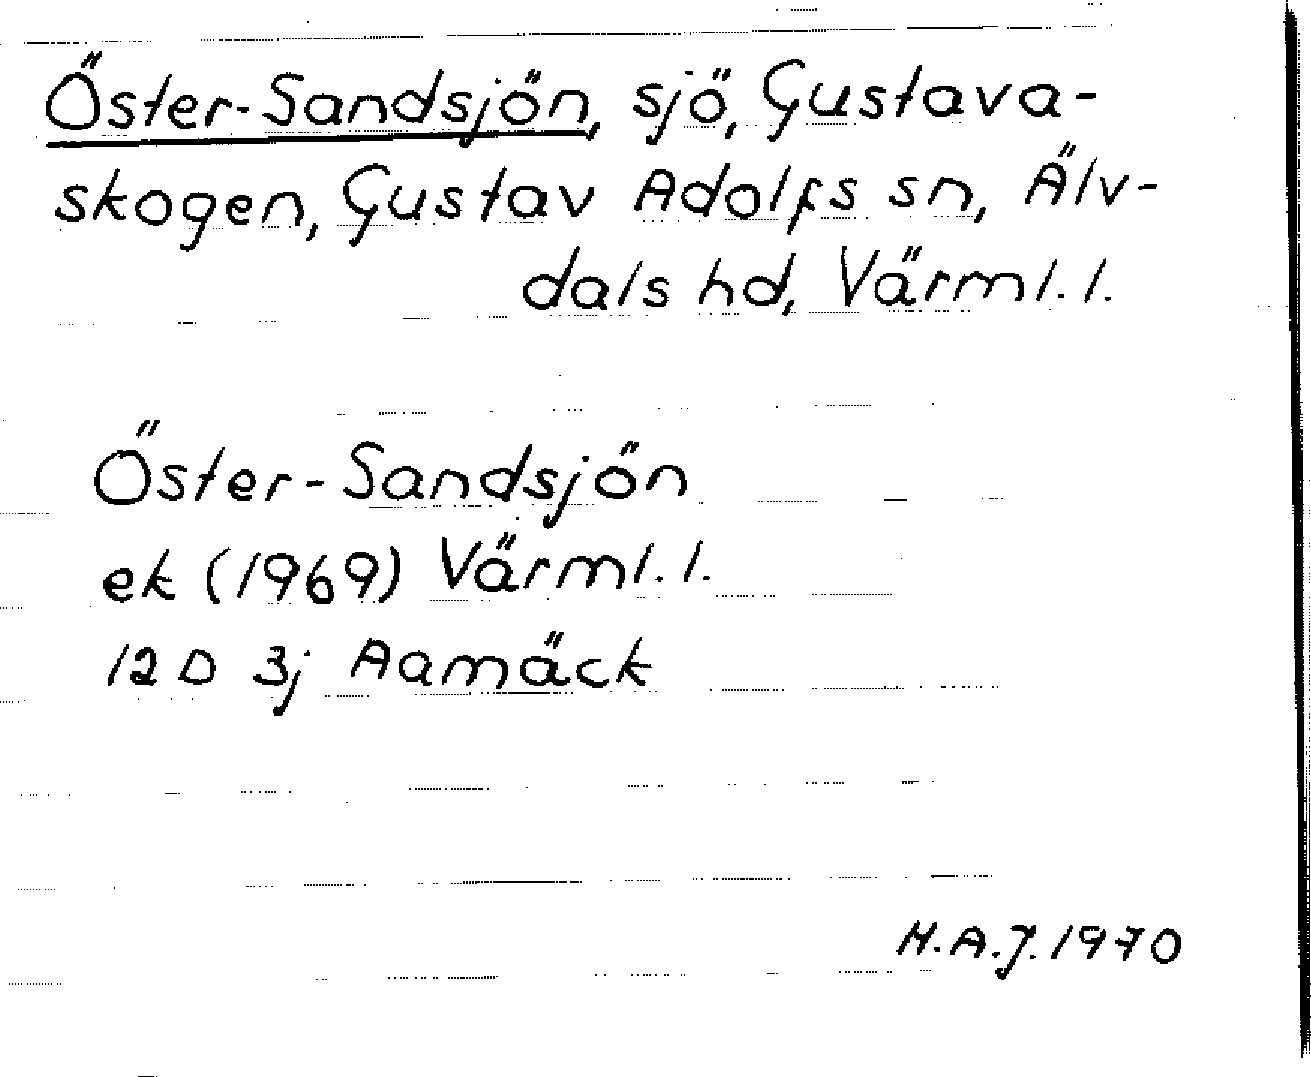 Öster-Sandsjön, sjö, Gustava-
skogen, Gustav Adolfs sn, Älv-
dals hd, Värml. l.
Öster-Sandsjön
ek (1969) Värml. l.
12 D 3j Aamäck
H.A.J. 1970